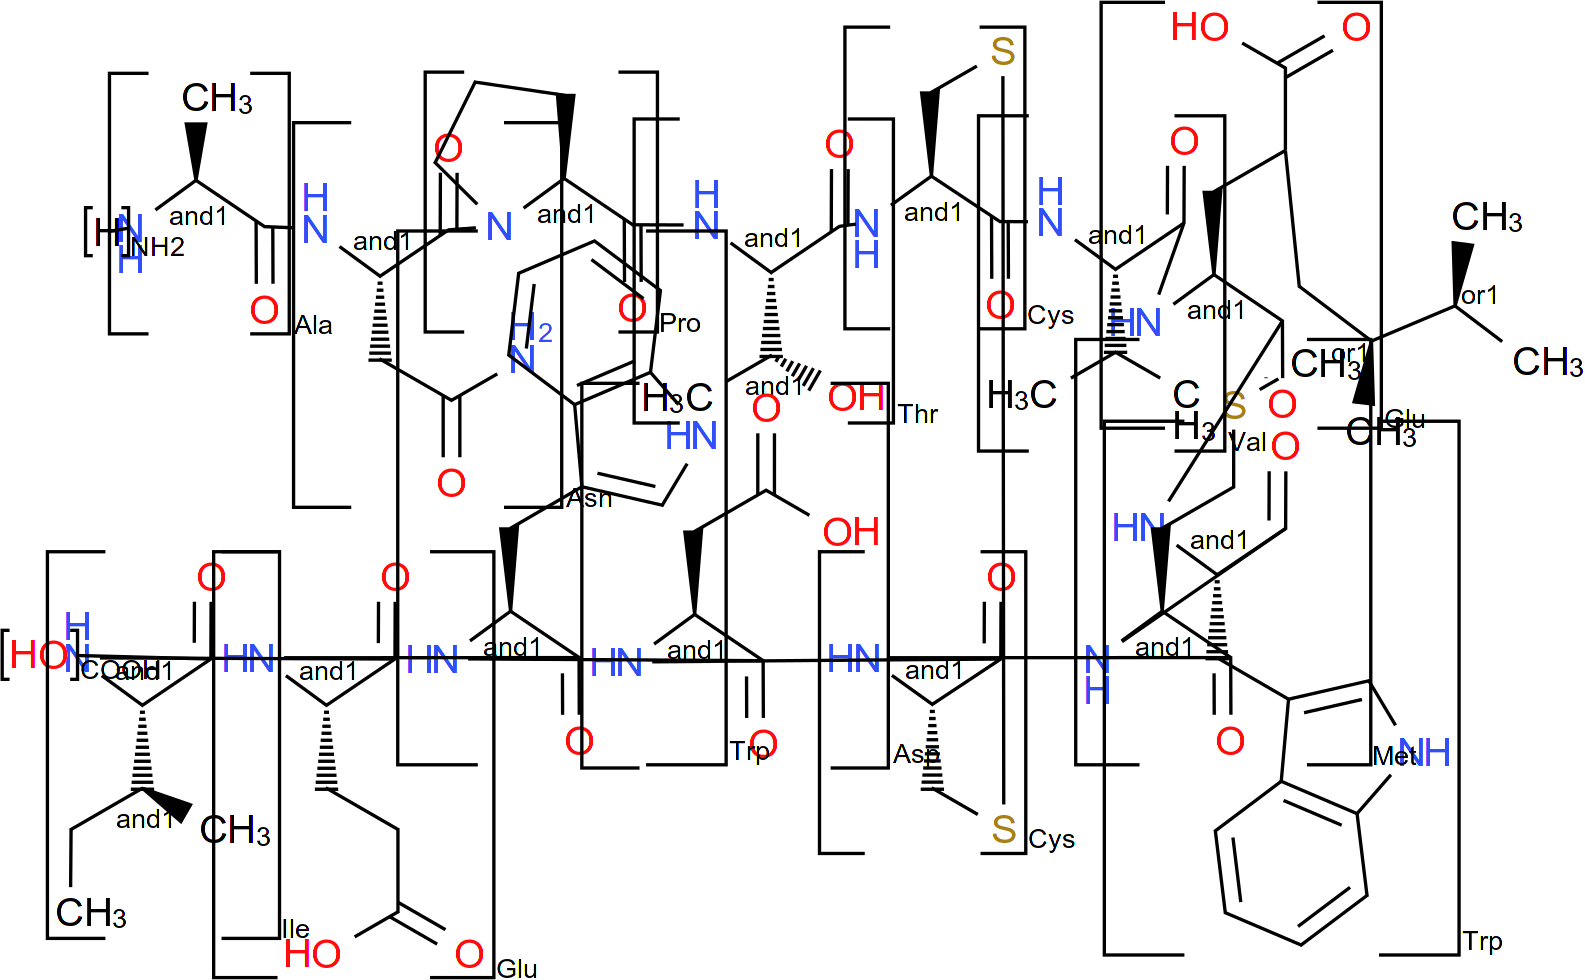 HO O
S
CH3
O O O
H N and1 O H N and1 H N and1 H N
CH3
[H] N H NH2 and1 N and1 N H and1
or1
O O O
Ala Pro Cys HN and1
H2 N
or1
CH3 CH3
and1
H3C OH H3C C H3 S O
O Thr Glu
HN Val O CH3
O
Asn
OH HN and1
O O O
H N
[HO] COOH and1 HN and1 HN and1 HN and1 HN and1 N H and1
O O O
Trp Asp Met NH
and1 CH3 S Cys
CH3
Ile
HO O Glu Trp